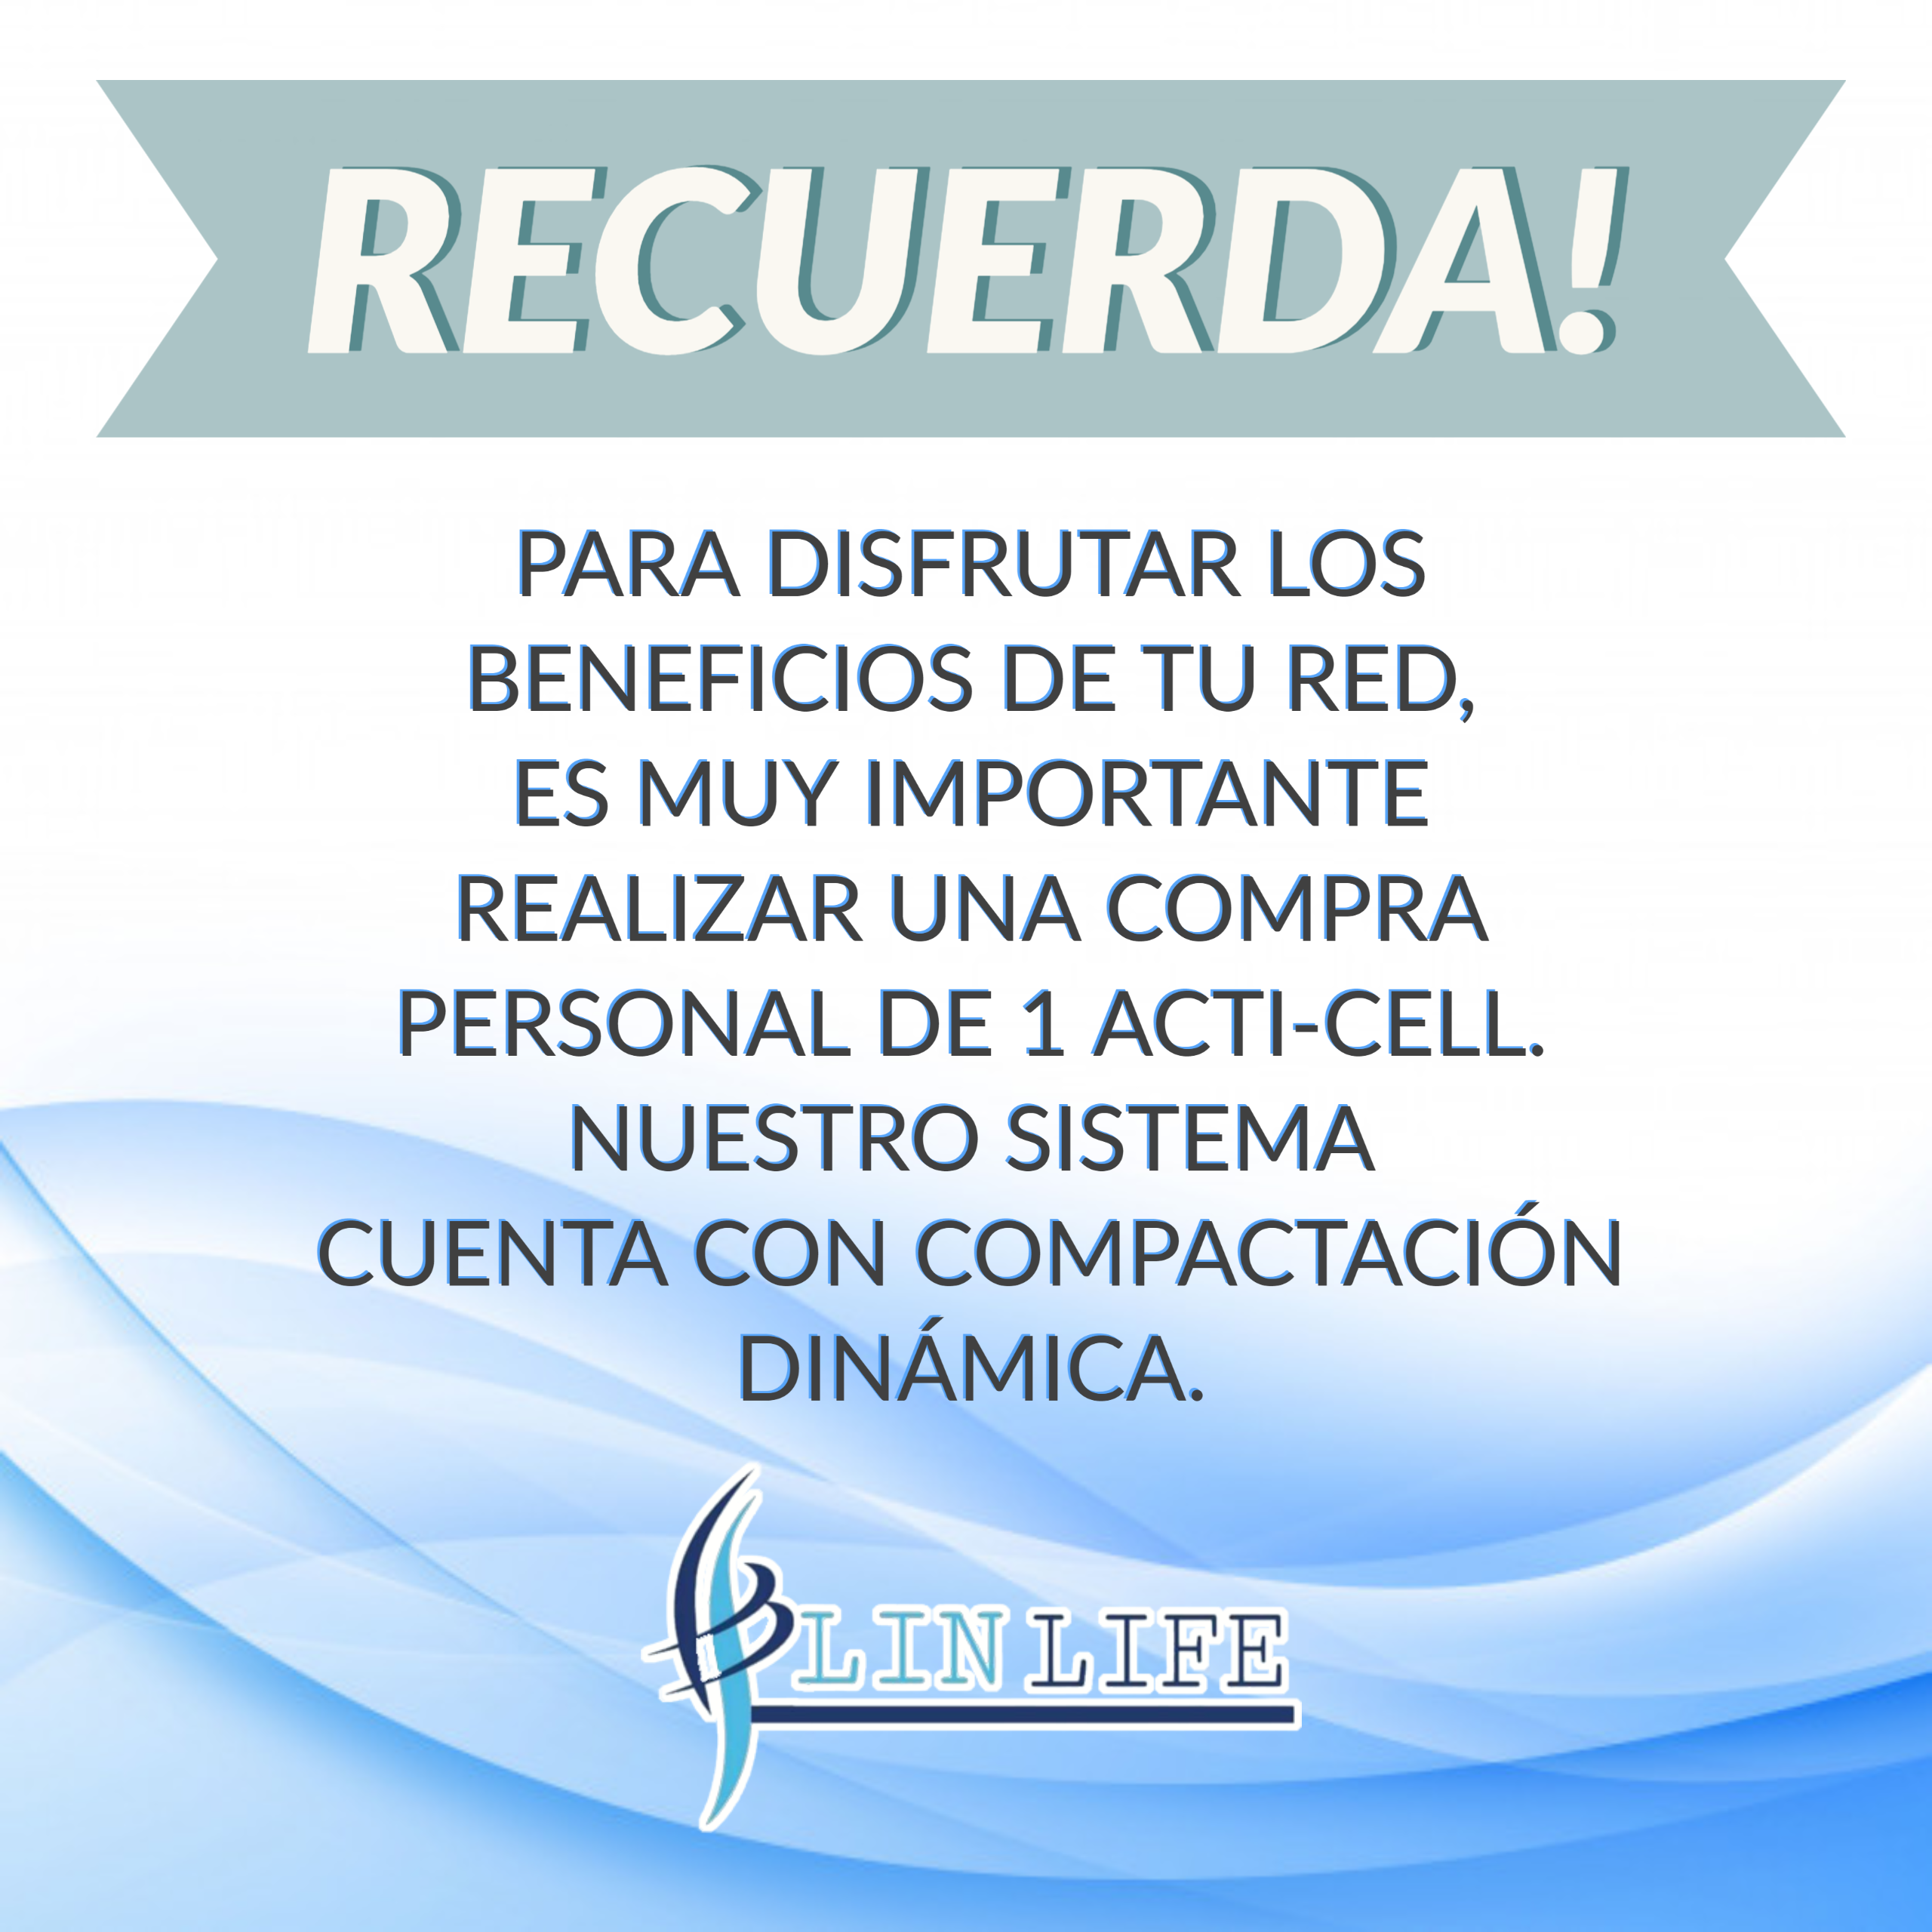 RECUERDA!
PARA DISFRUTAR LOS
BENEFICIOS DE TU RED,
ES MUY IMPORTANTE
REALIZAR UNA COMPRA
PERSONAL DE 1 ACTI-CELL.
NUESTRO SISTEMA
CUENTA CON COMPACTACIÓN
DINÁMICA.
BLIN LIFE